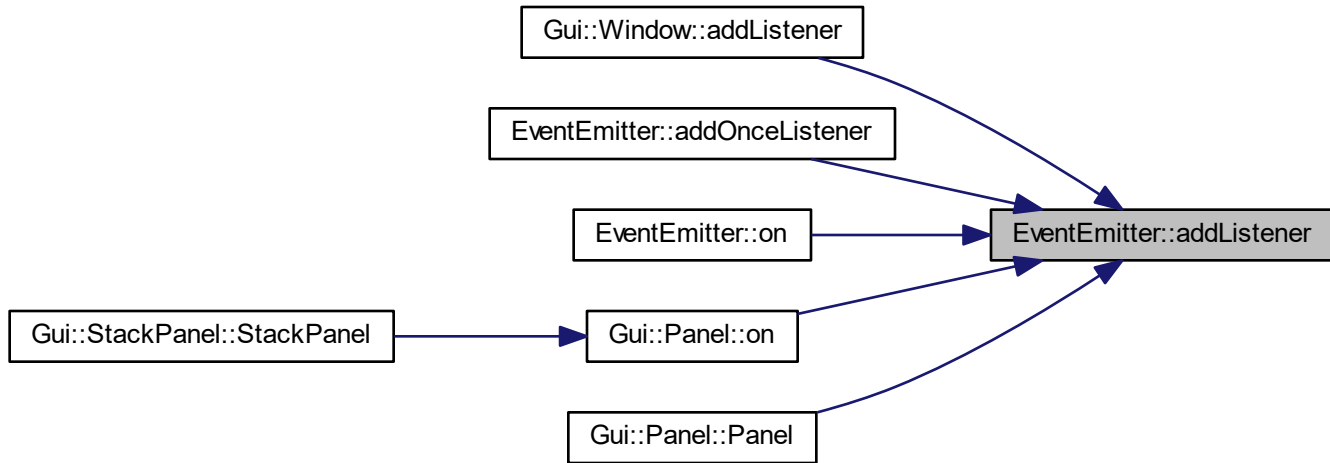 Gui::Window::addListener
EventEmitter::addOnceListener
EventEmitter::on
EventEmitter::addListener
Gui::StackPanel::StackPanel
Gui::Panel::on
Gui::Panel::Panel